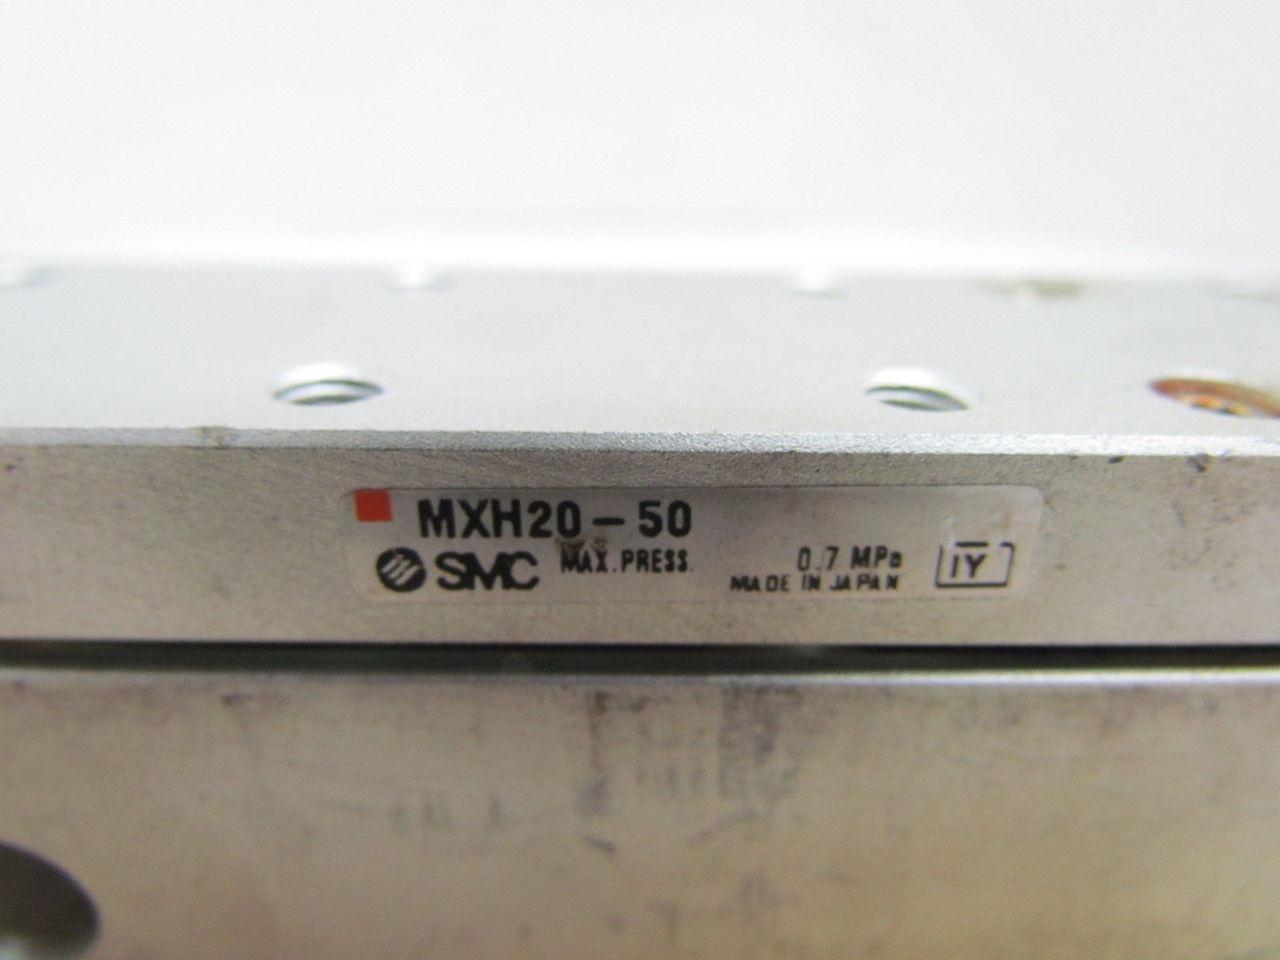 MXH20-50
SMC MAX.PRESS. 0.7 MPa
MADE IN JAPAN
IY